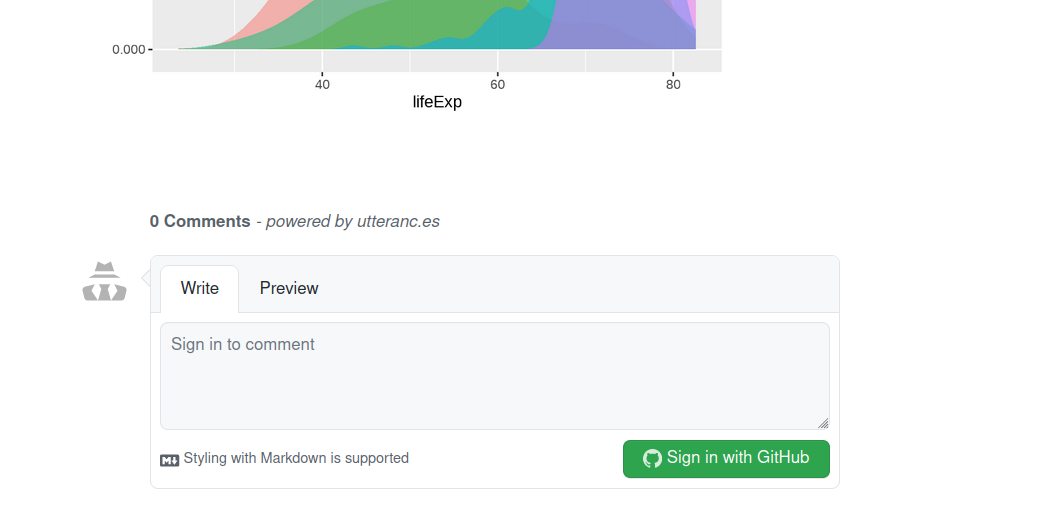 0.000
40 60 80
lifeExp
0 Comments - powered by utteranc.es
Write Preview
Sign in to comment
M Styling with Markdown is supported
Sign in with GitHub